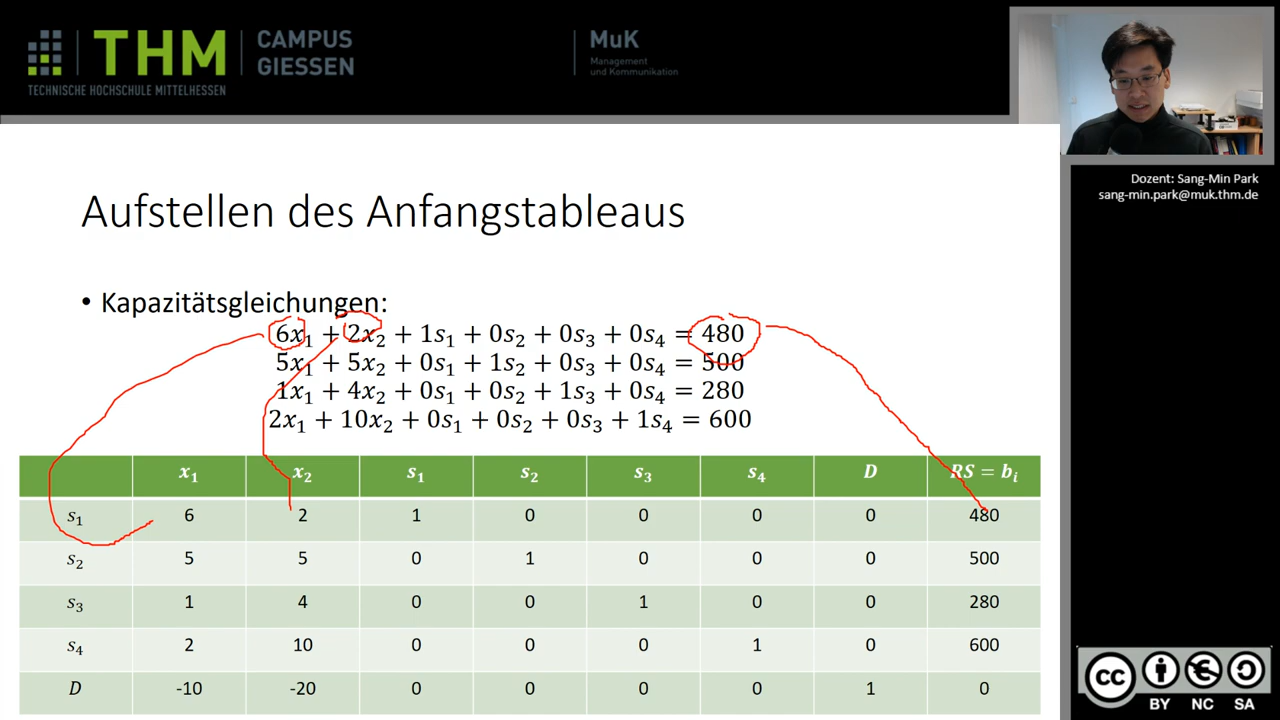 THM CAMPUS GIESSEN
TECHNISCHE HOCHSCHULE MITTELHESSEN
MuK
Management
und Kommunikation
Dozent: Sang-Min Park
sang-min.park@muk.thm.de
Aufstellen des Anfangstableaus
• Kapazitätsgleichungen:
6x₁ + 2x₂ + 1s₁ + 0s₂ + 0s₃ + 0s₄ = 480
5x₁ + 5x₂ + 0s₁ + 1s₂ + 0s₃ + 0s₄ = 500
1x₁ + 4x₂ + 0s₁ + 0s₂ + 1s₃ + 0s₄ = 280
2x₁ + 10x₂ + 0s₁ + 0s₂ + 0s₃ + 1s₄ = 600
x₁ x₂ s₁ s₂ s₃ s₄ D RS = bᵢ
s₁ 6 2 1 0 0 0 0 480
s₂ 5 5 0 1 0 0 0 500
s₃ 1 4 0 0 1 0 0 280
s₄ 2 10 0 0 0 1 0 600
D -10 -20 0 0 0 0 1 0
cc
BY NC SA